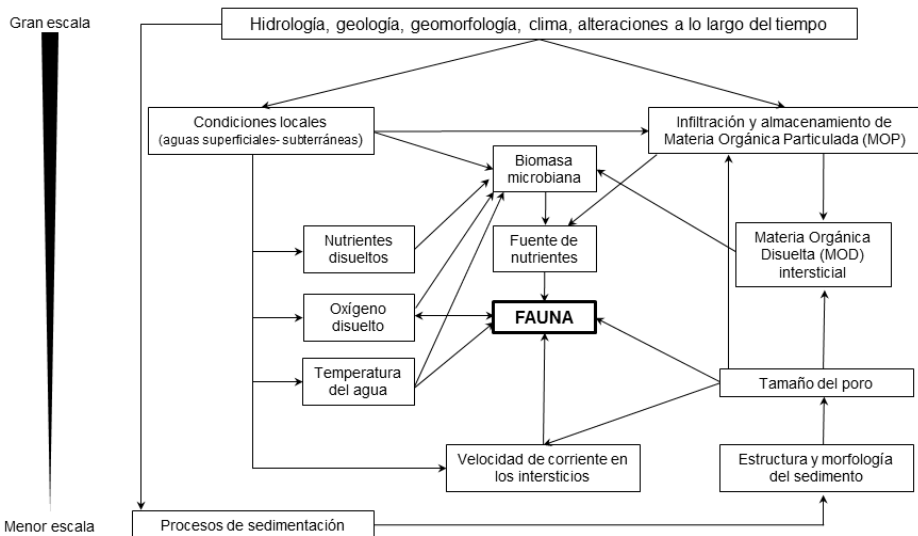 Gran escala
Hidrología, geología, geomorfología, clima, alteraciones a lo largo del tiempo
Condiciones locales
(aguas superficiales- subterráneas)
Infiltración y almacenamiento de
Materia Orgánica Particulada (MOP)
Biomasa
microbiana
Nutrientes
disueltos
Fuente de
nutrientes
Materia Orgánica
Disuelta (MOD)
intersticial
Oxígeno
disuelto
FAUNA
Temperatura
del agua
Tamaño del poro
Velocidad de corriente en
los intersticios
Estructura y morfología
del sedimento
Menor escala
Procesos de sedimentación